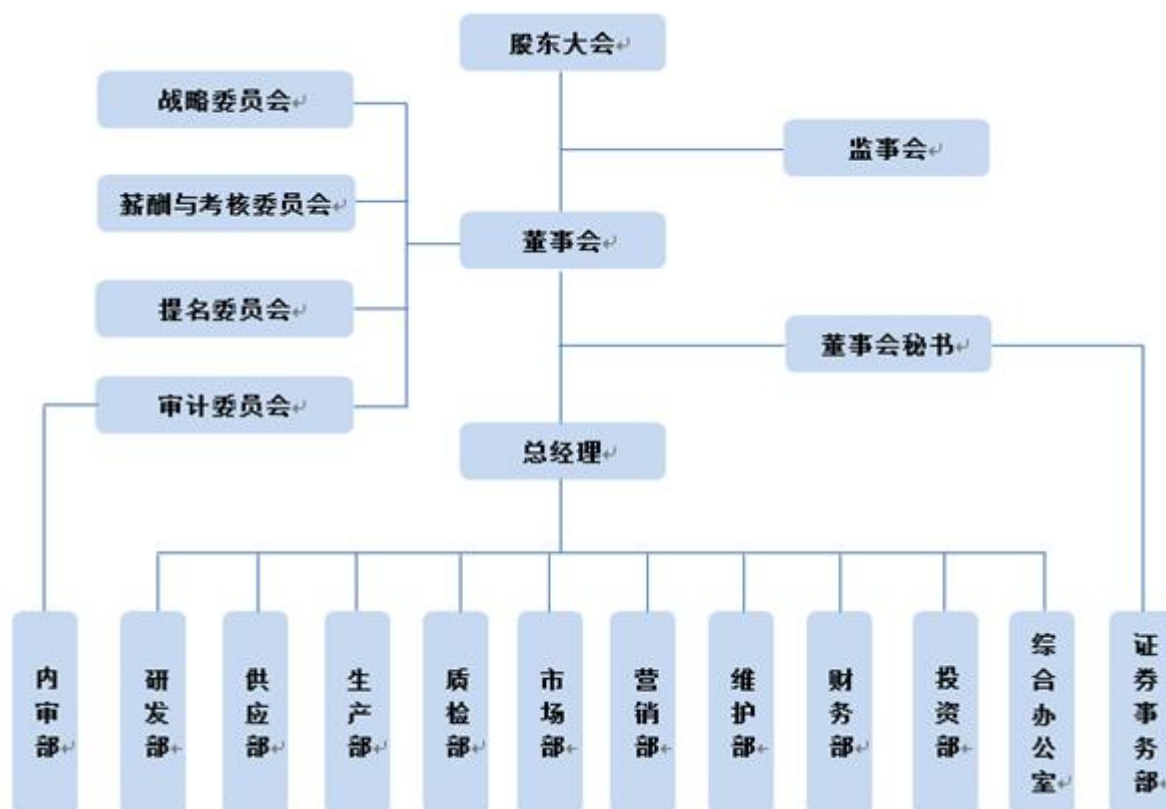 股东大会
战略委员会
监事会
薪酬与考核委员会
董事会
提名委员会
董事会秘书
审计委员会
总经理
内审部
研发部
供应部
生产部
质检部
市场部
营销部
维护部
财务部
投资部
综合办公室
证券事务部